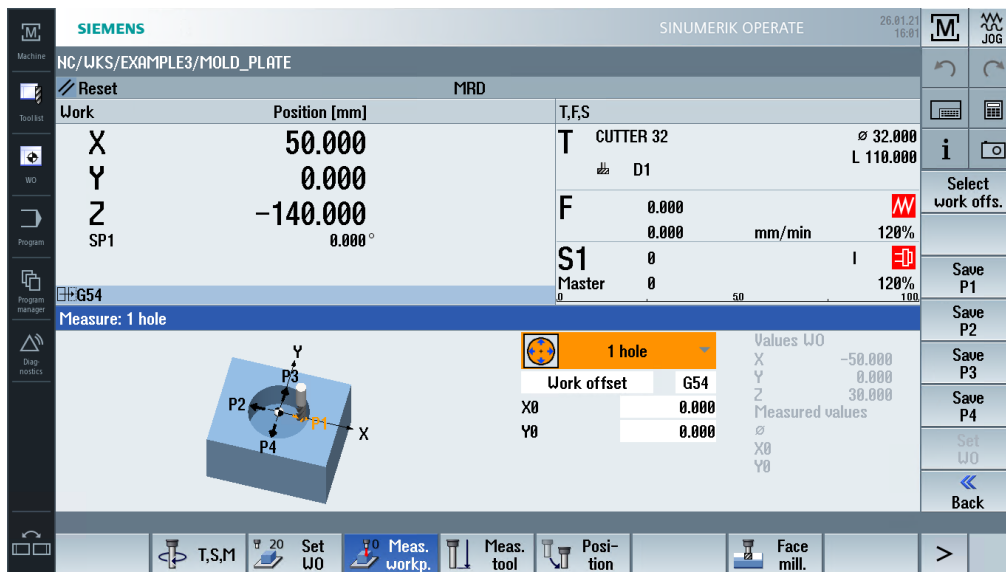 SIEMENS
SINUMERIK OPERATE
26.01.21
16:01
M
JOG
Machine
NC/WKS/EXAMPLE3/MOLD_PLATE
Reset
MRD
Tool list
Work
Position [mm]
T,F,S
X
50.000
T
CUTTER 32
ø 32.000
L 110.000
D1
Y
0.000
WO
Z
-140.000
F
0.000
0.000
mm/min
120%
SP1
0.000°
Program
S1
0
I
Master
0
120%
0
50
100
G54
Program
manager
Measure: 1 hole
Diag-
nostics
Y
P3
P2
P1
P4
X
1 hole
Work offset
G54
X0
0.000
Y0
0.000
Values WO
X
-50.000
Y
0.000
Z
30.000
Measured values
ø
X0
Y0
i
Select
work offs.
Save
P1
Save
P2
Save
P3
Save
P4
Set
WO
Back
T,S,M
20
Set
WO
0
Meas.
workp.
Meas.
tool
Posi-
tion
Face
mill.
>